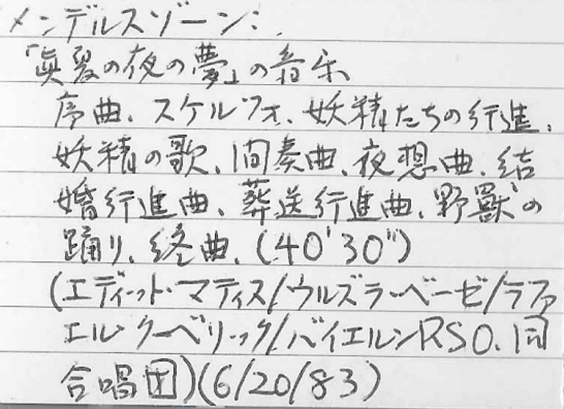 メンデルスゾーン:
「真夏の夜の夢」の音楽
序曲、スケルツォ、妖精たちの行進、
妖精の歌、間奏曲、夜想曲、結
婚行進曲、葬送行進曲、野獣の
踊り、終曲、(40'30")
(エディット・マティス/ウルズラ・ベーゼ/ラファ
エル・クーベリック/バイエルンRSO、同
合唱団)(6/20/83)